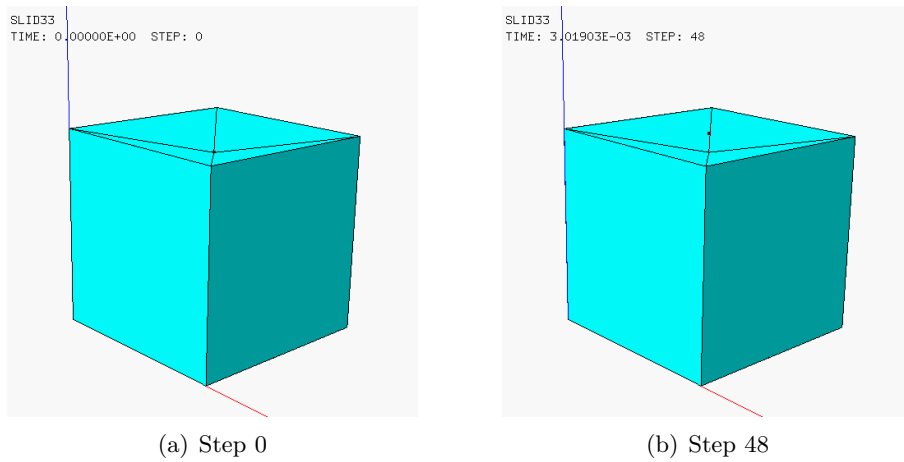 SLID33
TIME: 0.00000E+00 STEP: 0
SLID33
TIME: 3.01903E-03 STEP: 48
(a) Step 0
(b) Step 48